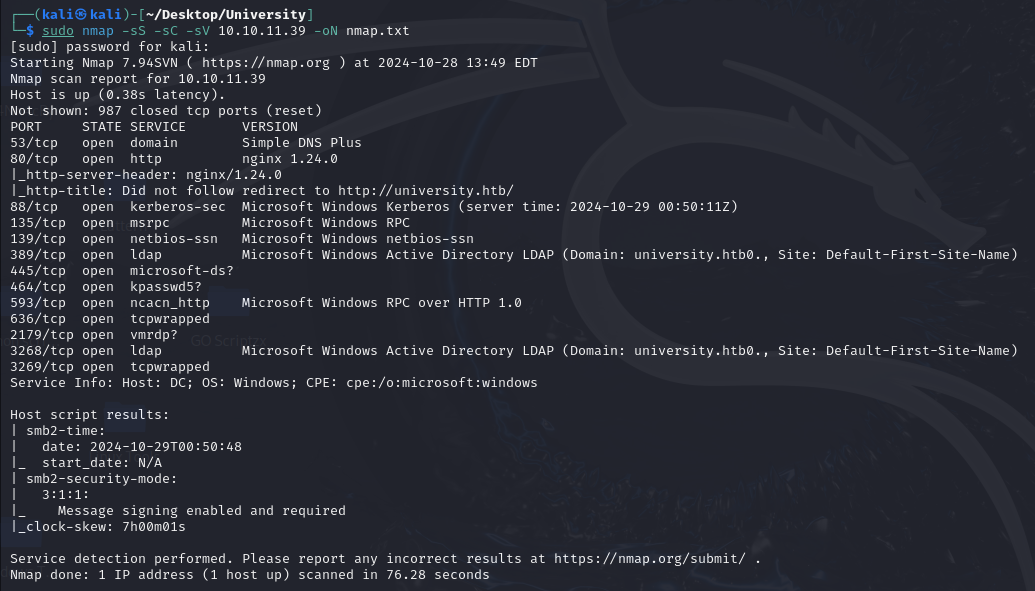 ┌──(kali㉿kali)-[~/Desktop/University]
└─$ sudo nmap -sS -sC -sV 10.10.11.39 -oN nmap.txt
[sudo] password for kali:
Starting Nmap 7.94SVN ( https://nmap.org ) at 2024-10-28 13:49 EDT
Nmap scan report for 10.10.11.39
Host is up (0.38s latency).
Not shown: 987 closed tcp ports (reset)
PORT     STATE SERVICE       VERSION
53/tcp   open  domain        Simple DNS Plus
80/tcp   open  http          nginx 1.24.0
|_http-server-header: nginx/1.24.0
|_http-title: Did not follow redirect to http://university.htb/
88/tcp   open  kerberos-sec  Microsoft Windows Kerberos (server time: 2024-10-29 00:50:11Z)
135/tcp  open  msrpc         Microsoft Windows RPC
139/tcp  open  netbios-ssn   Microsoft Windows netbios-ssn
389/tcp  open  ldap          Microsoft Windows Active Directory LDAP (Domain: university.htb0., Site: Default-First-Site-Name)
445/tcp  open  microsoft-ds?
464/tcp  open  kpasswd5?
593/tcp  open  ncacn_http    Microsoft Windows RPC over HTTP 1.0
636/tcp  open  tcpwrapped
2179/tcp open  vmrdp?
3268/tcp open  ldap          Microsoft Windows Active Directory LDAP (Domain: university.htb0., Site: Default-First-Site-Name)
3269/tcp open  tcpwrapped
Service Info: Host: DC; OS: Windows; CPE: cpe:/o:microsoft:windows

Host script results:
| smb2-time:
|   date: 2024-10-29T00:50:48
|_  start_date: N/A
| smb2-security-mode:
|   3:1:1:
|_    Message signing enabled and required
|_clock-skew: 7h00m01s

Service detection performed. Please report any incorrect results at https://nmap.org/submit/ .
Nmap done: 1 IP address (1 host up) scanned in 76.28 seconds